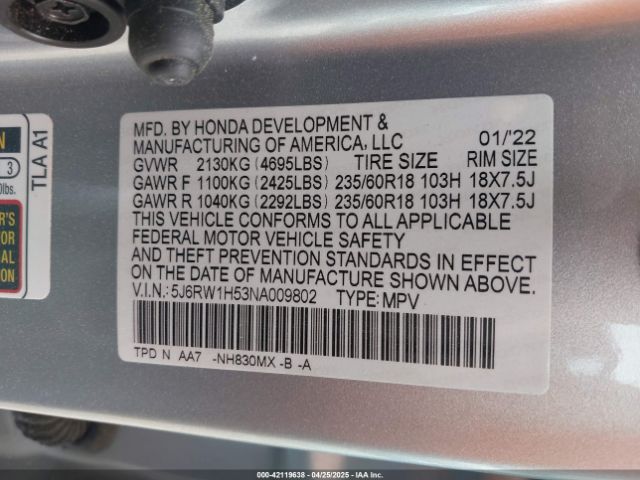 MFD. BY HONDA DEVELOPMENT &
MANUFACTURING OF AMERICA, LLC 01/'22
GVWR 2130KG (4695LBS) TIRE SIZE RIM SIZE
GAWR F 1100KG (2425LBS) 235/60R18 103H 18X7.5J
GAWR R 1040KG (2292LBS) 235/60R18 103H 18X7.5J
THIS VEHICLE CONFORMS TO ALL APPLICABLE
FEDERAL MOTOR VEHICLE SAFETY
AND THEFT PREVENTION STANDARDS IN EFFECT
ON THE DATE OF MANUFACTURE SHOWN ABOVE.
V.I.N.:5J6RW1H53NA009802 TYPE: MPV
TPD N AA7 -NH830MX -B -A
TLA A1
3
lbs.
000-42119638 - 04/25/2025 - IAAI, Inc.